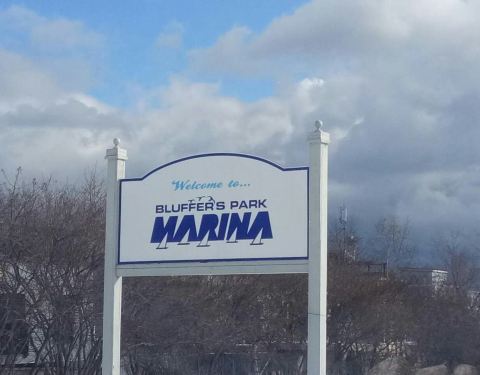 Welcome to...
BLUFFER'S PARK
MARINA